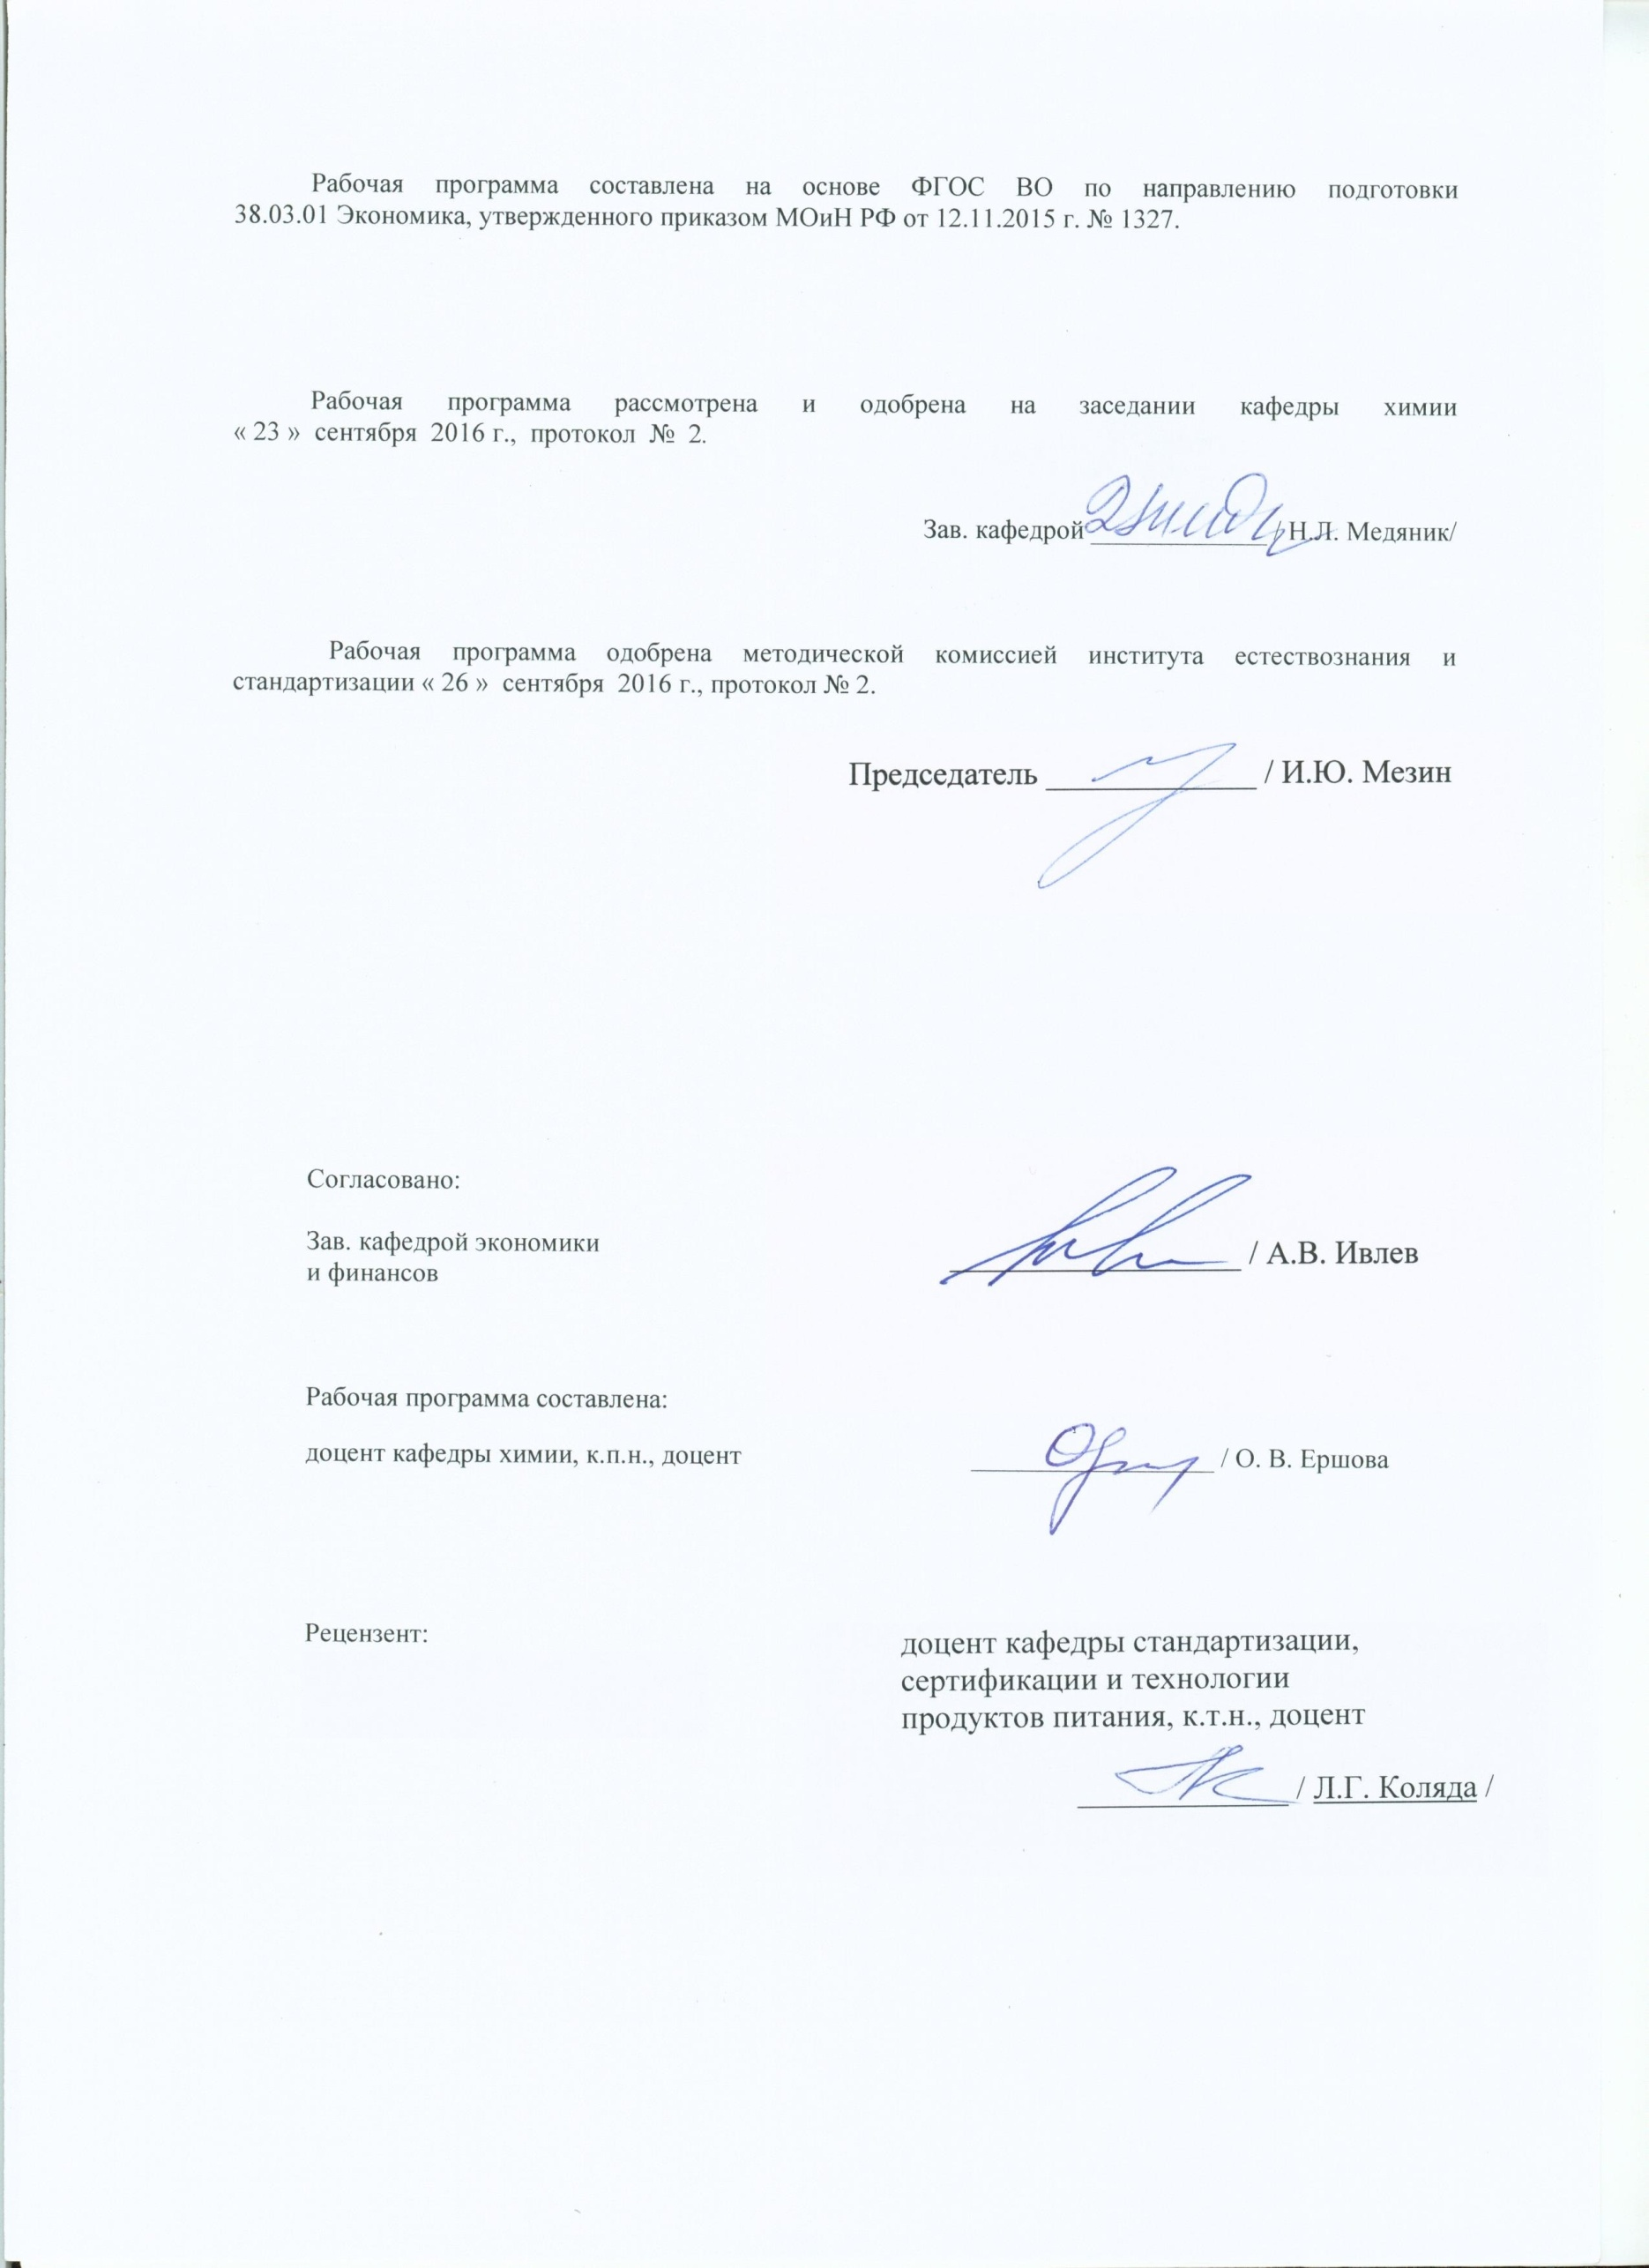 Рабочая программа составлена на основе ФГОС ВО по направлению подготовки
38.03.01 Экономика, утвержденного приказом МОиН РФ от 12.11.2015 г. № 1327.
Рабочая программа рассмотрена и одобрена на заседании кафедры химии
« 23 » сентября 2016 г., протокол № 2.
Зав. кафедрой / Н.Л. Медяник/
Рабочая программа одобрена методической комиссией института естествознания и
стандартизации « 26 » сентября 2016 г., протокол № 2.
Председатель / И.Ю. Мезин
Согласовано:
Зав. кафедрой экономики
и финансов
/ А.В. Ивлев
Рабочая программа составлена:
доцент кафедры химии, к.п.н., доцент / О. В. Ершова
Рецензент:
доцент кафедры стандартизации,
сертификации и технологии
продуктов питания, к.т.н., доцент
/ Л.Г. Коляда /